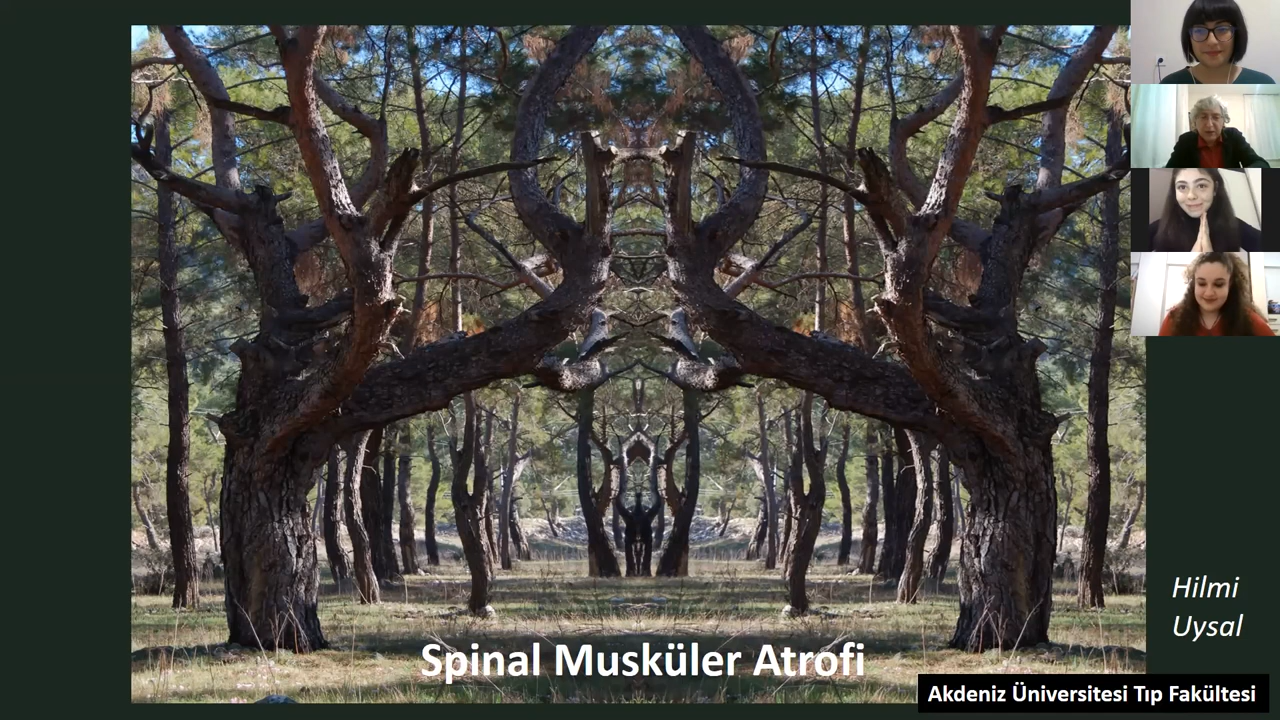 Spinal Musküler Atrofi
Hilmi
Uysal
Akdeniz Üniversitesi Tıp Fakültesi